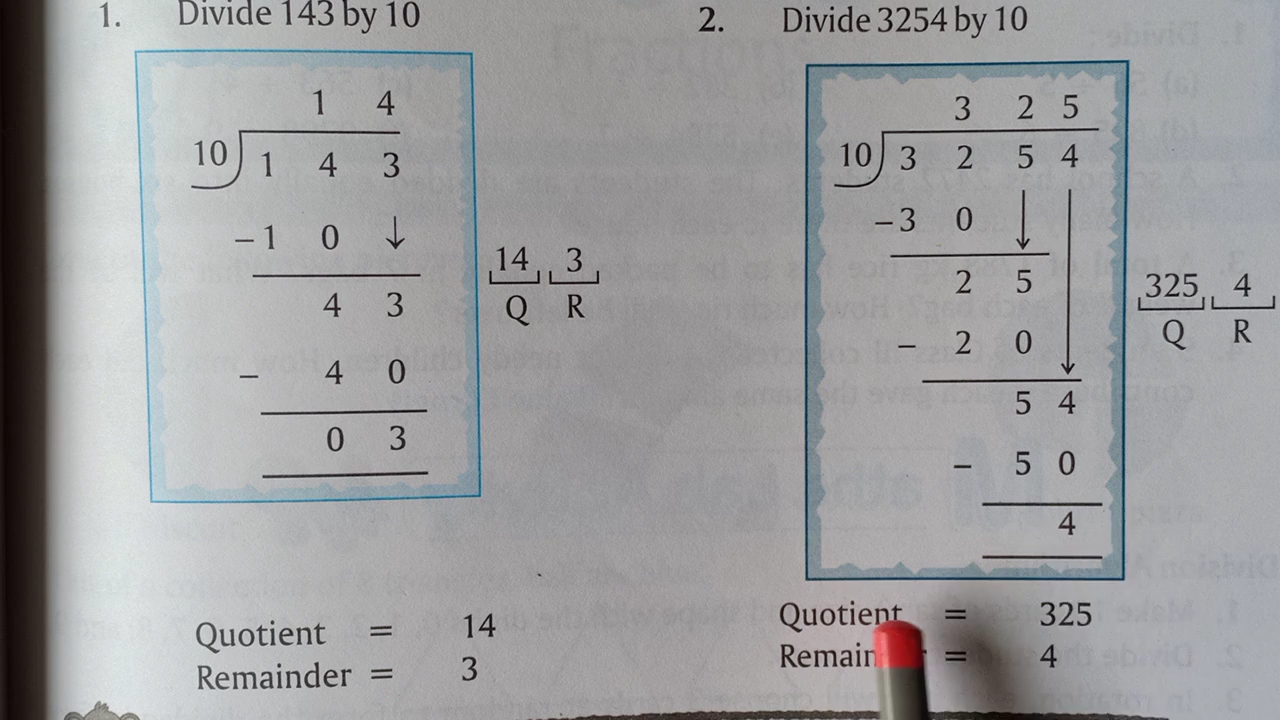 1. Divide 143 by 10
1 4
10 1 4 3
− 1 0 ↓
4 3
− 4 0
0 3
14 3
Q R
Quotient = 14
Remainder = 3
2. Divide 3254 by 10
3 2 5
10 3 2 5 4
− 3 0
2 5
− 2 0
5 4
− 5 0
4
325 4
Q R
Quotient = 325
= 4